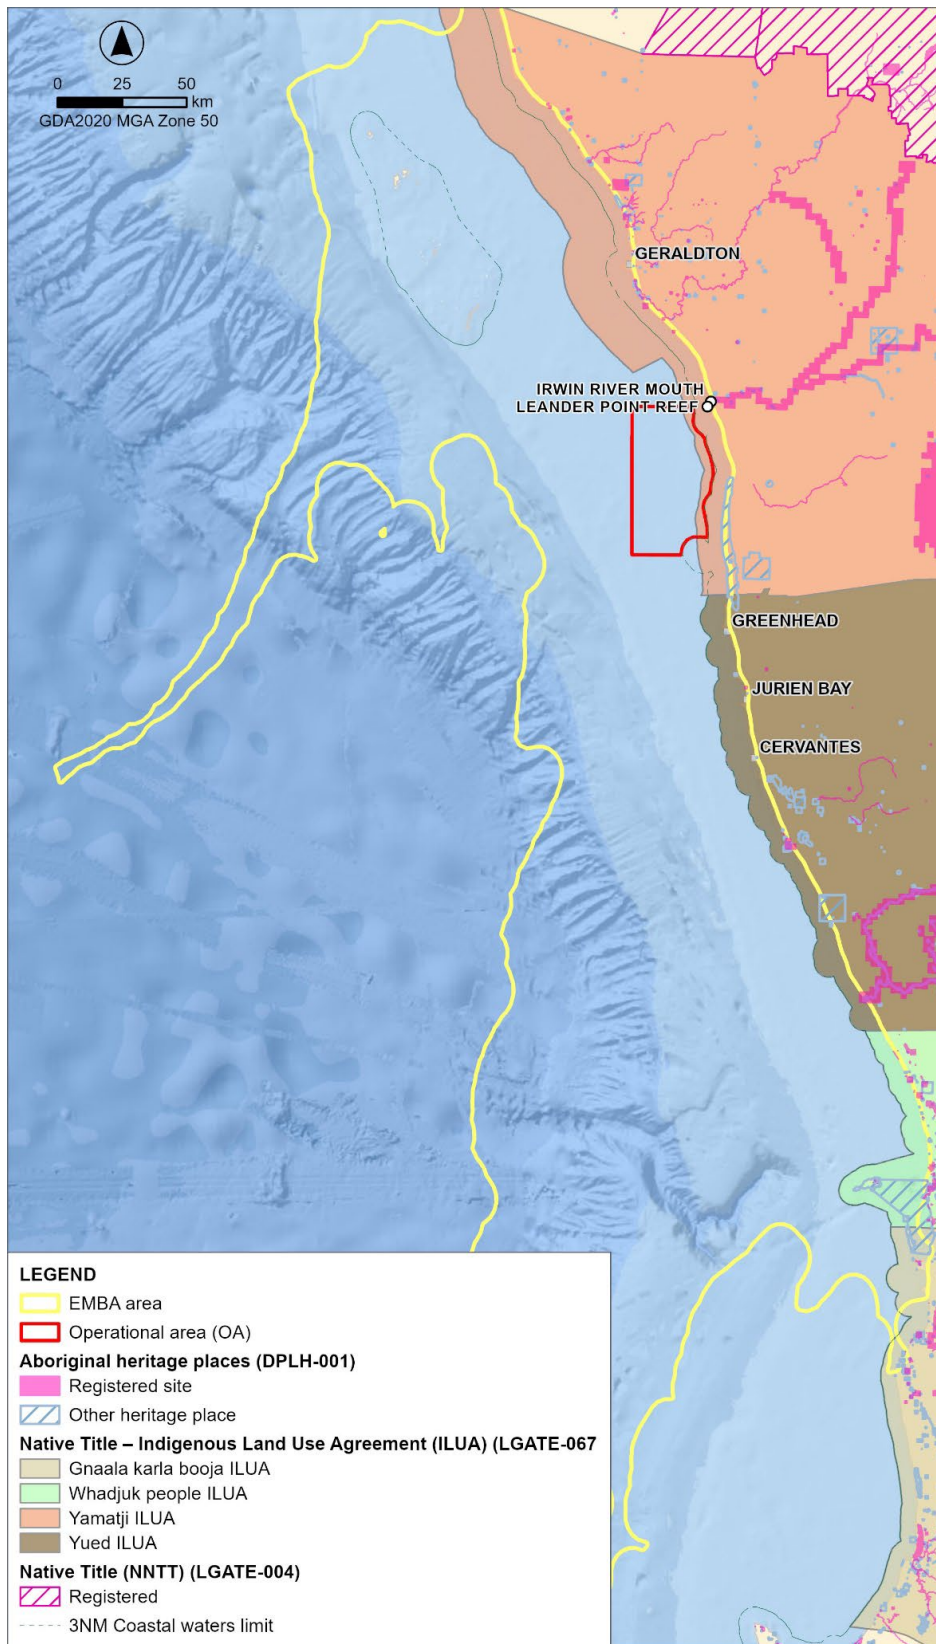 0 25 50
km
GDA2020 MGA Zone 50
GERALDTON
IRWIN RIVER MOUTH
LEANDER POINT REEF
GREENHEAD
JURIEN BAY
CERVANTES
LEGEND
EMBA area
Operational area (OA)
Aboriginal heritage places (DPLH-001)
Registered site
Other heritage place
Native Title – Indigenous Land Use Agreement (ILUA) (LGATE-067
Gnaala karla booja ILUA
Whadjuk people ILUA
Yamatji ILUA
Yued ILUA
Native Title (NNTT) (LGATE-004)
Registered
3NM Coastal waters limit